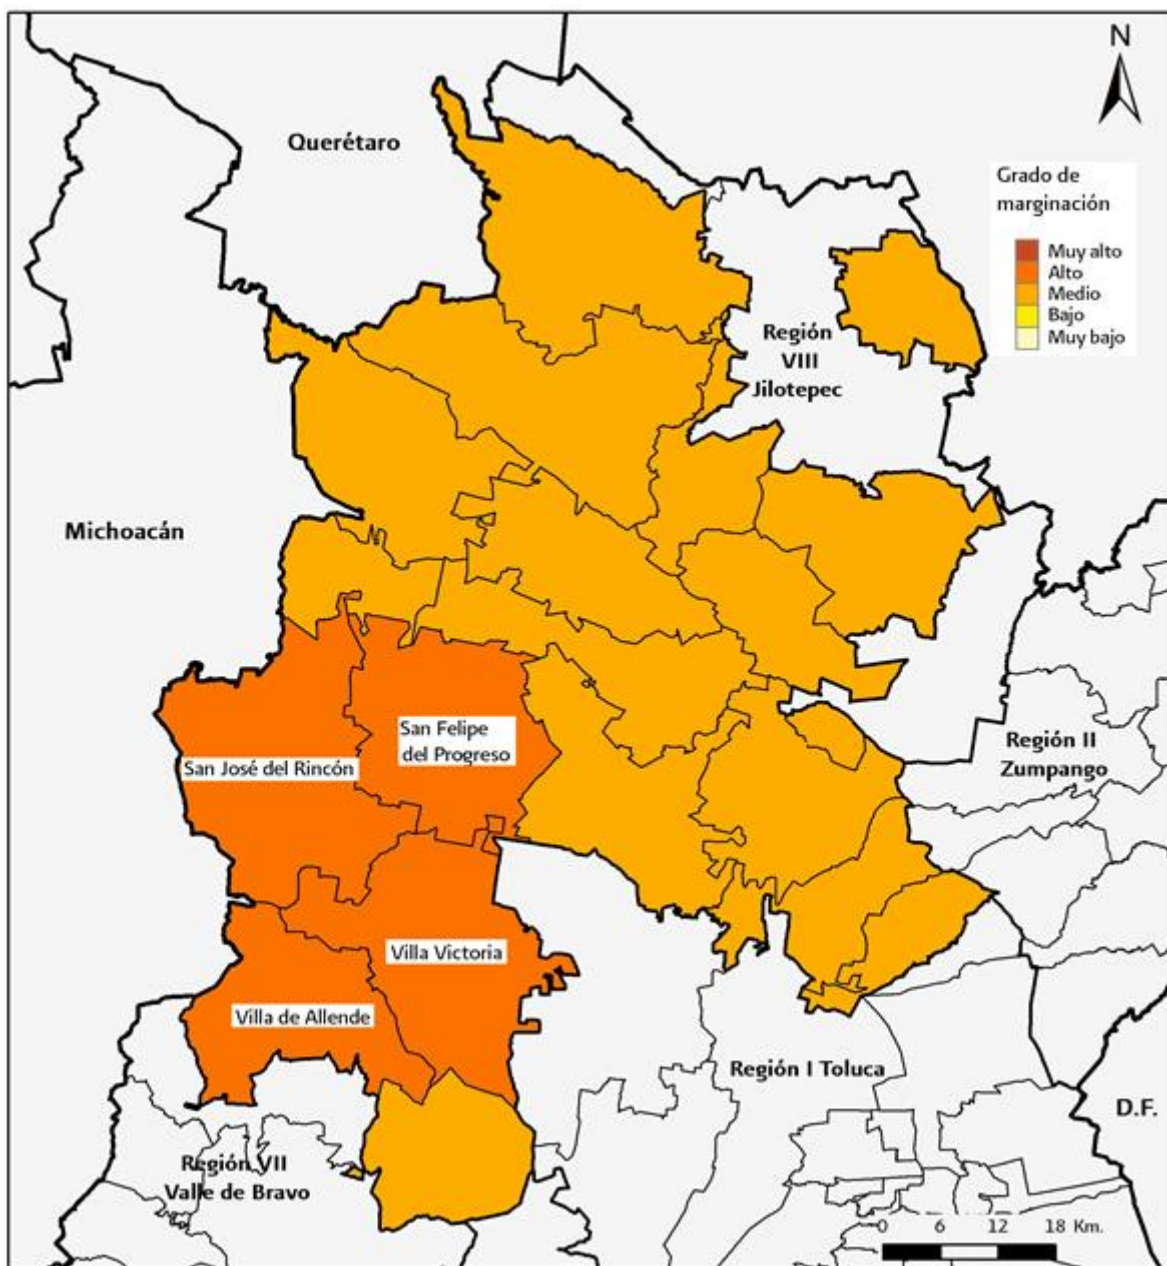 N
Querétaro
Grado de
marginación
Muy alto
Alto
Medio
Bajo
Muy bajo
Región
VIII
Jilotepec
Michoacán
San Felipe
del Progreso
San José del Rincón
Región II
Zumpango
Villa Victoria
Villa de Allende
Región I Toluca
D.F.
Región VII
Valle de Bravo
0 6 12 18 Km.